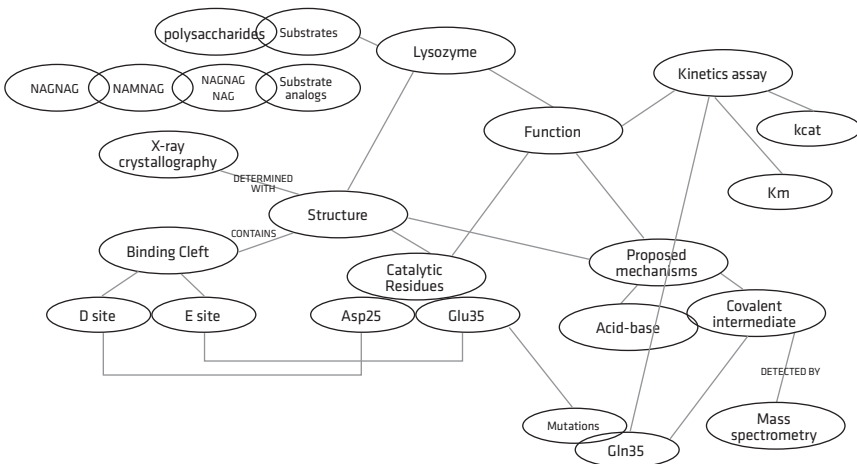 polysaccharides
Substrates
Lysozyme
NAGNAG
NAMNAG
NAGNAG
NAG
Substrate
analogs
Kinetics assay
Function
kcat
X-ray
crystallography
DETERMINED
WITH
Km
Structure
CONTAINS
Binding Cleft
Catalytic
Residues
Proposed
mechanisms
D site
E site
Asp25
Glu35
Acid-base
Covalent
intermediate
DETECTED BY
Mutations
Gln35
Mass
spectrometry